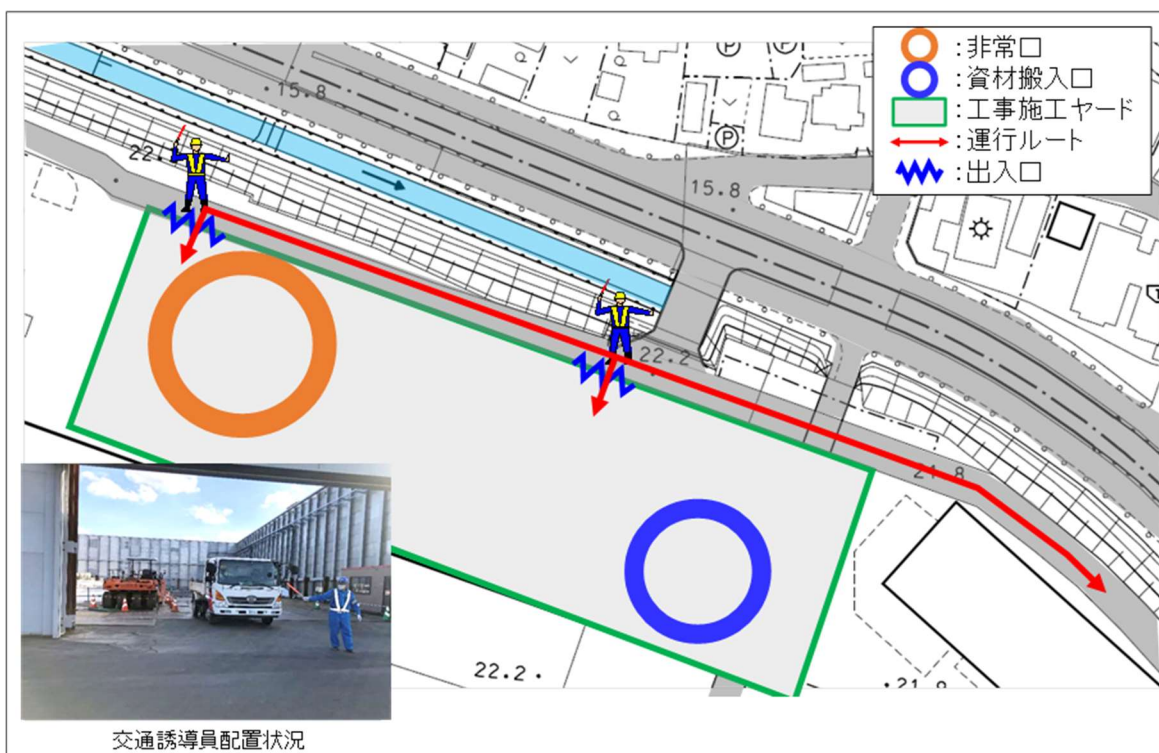 :非常口
:資材搬入口
:工事施工ヤード
:運行ルート
:出入口
P
P
15.8
22.
15.8
22.2
21.8
22.2
交通誘導員配置状況